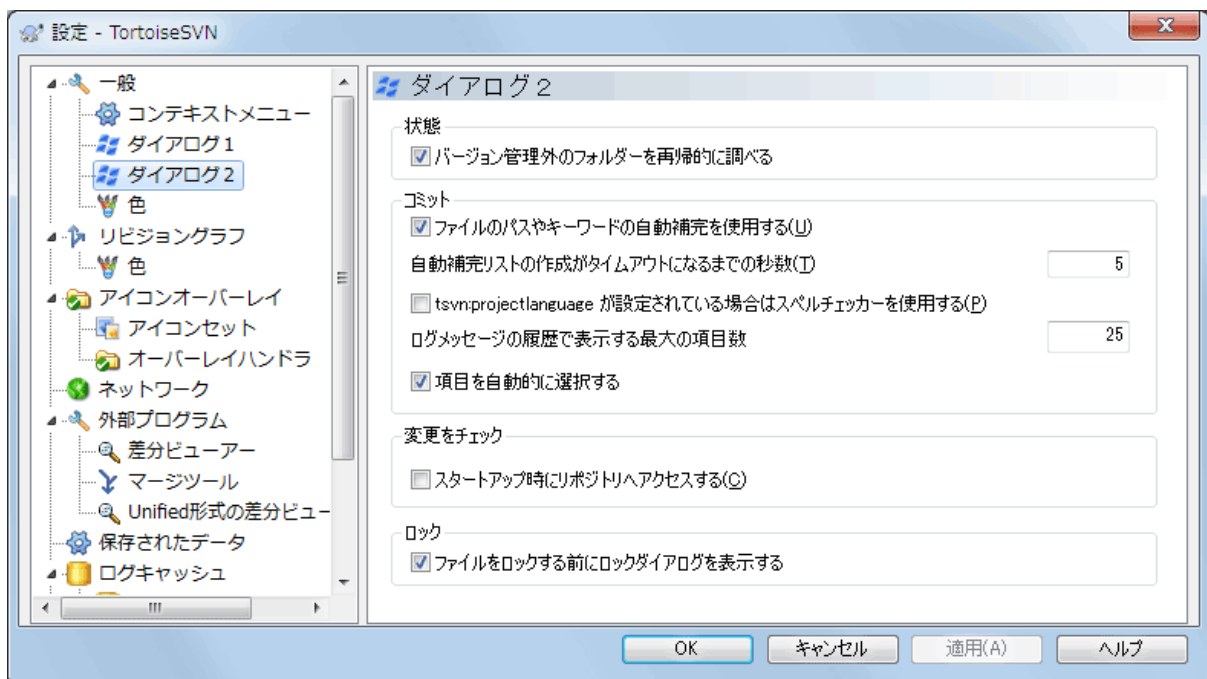 設定 - TortoiseSVN
一般
コンテキストメニュー
ダイアログ1
ダイアログ2
色
リビジョングラフ
色
アイコンオーバーレイ
アイコンセット
オーバーレイハンドラ
ネットワーク
外部プログラム
差分ビューアー
マージツール
Unified形式の差分ビュー
保存されたデータ
ログキャッシュ
ダイアログ2
状態
バージョン管理外のフォルダーを再帰的に調べる
コミット
ファイルのパスやキーワードの自動補完を使用する(U)
自動補完リストの作成がタイムアウトになるまでの秒数(T)
5
tsvn:projectlanguage が設定されている場合はスペルチェッカーを使用する(P)
ログメッセージの履歴で表示する最大の項目数
25
項目を自動的に選択する
変更をチェック
スタートアップ時にリポジトリへアクセスする(C)
ロック
ファイルをロックする前にロックダイアログを表示する
OK
キャンセル
適用(A)
ヘルプ